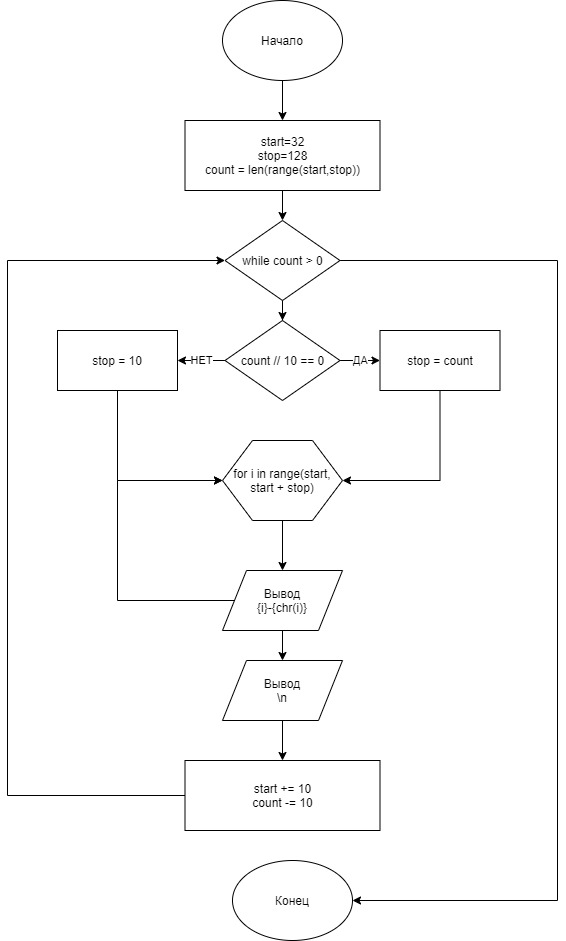 Начало
start=32
stop=128
count = len(range(start,stop))
while count > 0
stop = 10
НЕТ
count // 10 == 0
ДА
stop = count
for i in range(start,
start + stop)
Вывод
{i}-{chr(i)}
Вывод
\n
start += 10
count -= 10
Конец